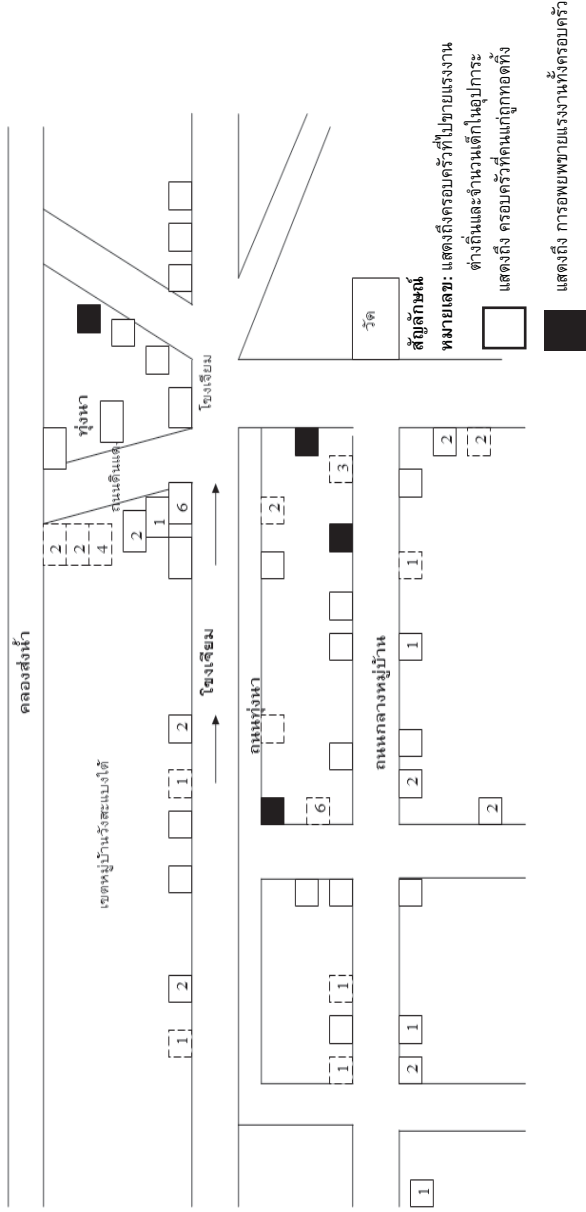 คลองส่งน้ำ
2
2
ทุ่งนา
4
เขตหมู่บ้านวังสะแบงใต้
ถนนดินแดง
2
1
1 2 1 2 6
โขงเจียม โขงเจียม
ถนนทุ่งนา
2
6
1 1 3
วัด
ถนนกลางหมู่บ้าน
2 1 2 1 1
1
2
2
2
สัญลักษณ์
หมายเลข: แสดงถึงครอบครัวที่ไปขายแรงงาน
ต่างถิ่นและจำนวนเด็กในอุปการะ
แสดงถึง ครอบครัวที่คนแก่ถูกทอดทิ้ง
แสดงถึง การอพยพขายแรงงานทั้งครอบครัว